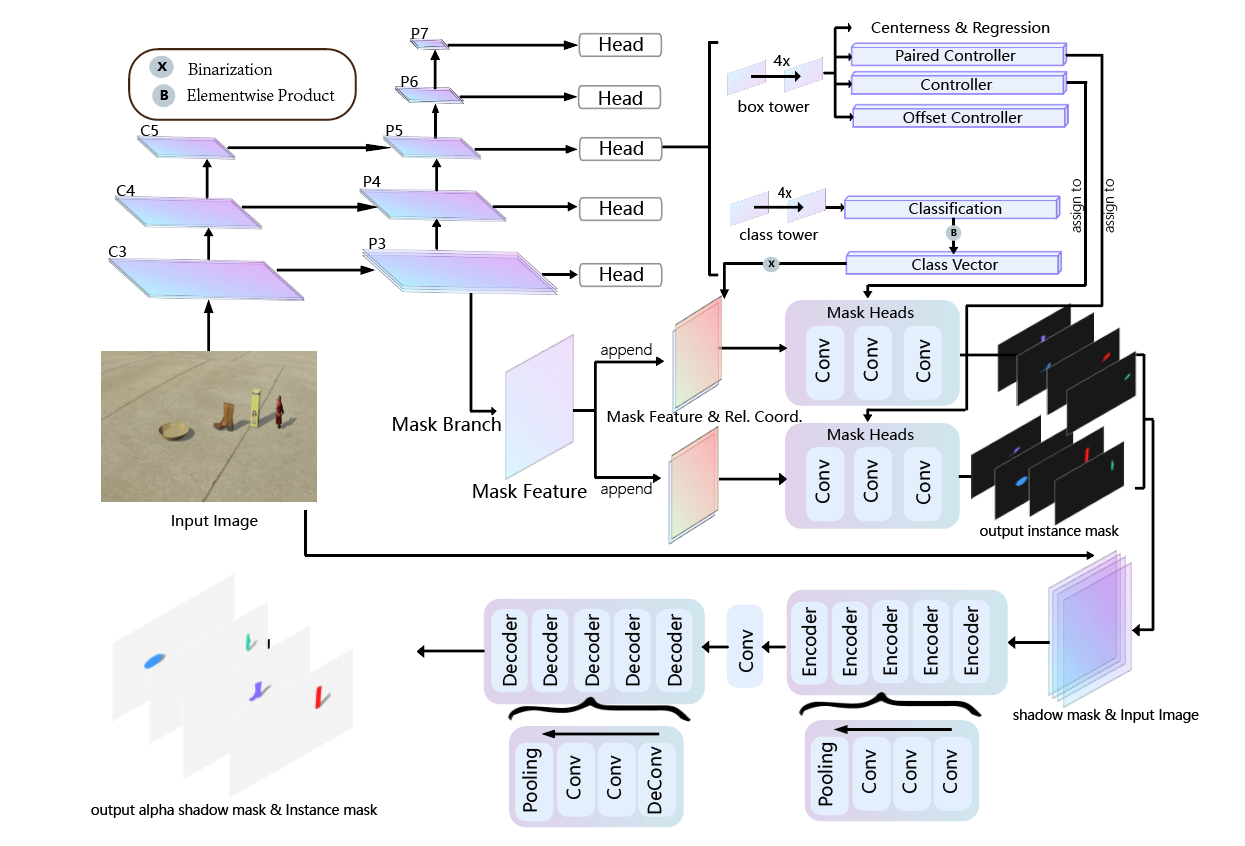 P7
Head
Centerness & Regression
X Binarization
B Elementwise Product
P6
Head
4x
box tower
Paired Controller
Controller
Offset Controller
C5
P5
Head
C4
P4
Head
4x
class tower
Classification
B
assign to
assign to
C3
P3
Head
X
Class Vector
Mask Heads
Conv
Conv
Conv
append
Mask Branch
Mask Feature & Rel. Coord.
Mask Heads
Conv
Conv
Conv
append
Mask Feature
Input Image
output instance mask
Decoder
Decoder
Decoder
Decoder
Decoder
Conv
Encoder
Encoder
Encoder
Encoder
Encoder
shadow mask & Input Image
Pooling
Conv
Conv
DeConv
Pooling
Conv
Conv
Conv
output alpha shadow mask & Instance mask